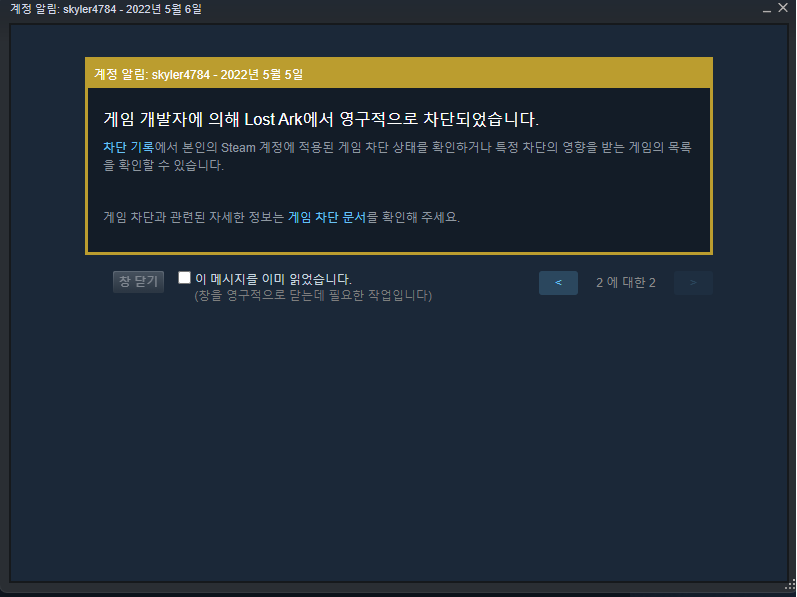 계정 알림: skyler4784 - 2022년 5월 6일
계정 알림: skyler4784 - 2022년 5월 5일
게임 개발자에 의해 Lost Ark에서 영구적으로 차단되었습니다.
차단 기록에서 본인의 Steam 계정에 적용된 게임 차단 상태를 확인하거나 특정 차단의 영향을 받는 게임의 목록
을 확인할 수 있습니다.
게임 차단과 관련된 자세한 정보는 게임 차단 문서를 확인해 주세요.
창 닫기 이 메시지를 이미 읽었습니다. < 2 에 대한 2 >
(창을 영구적으로 닫는데 필요한 작업입니다)